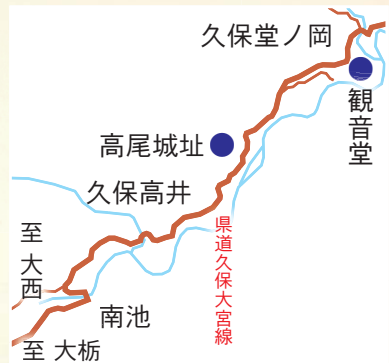 久保堂ノ岡
観音堂
高尾城址
久保高井
県道久保大宮線
至 大西
南池
至 大栃